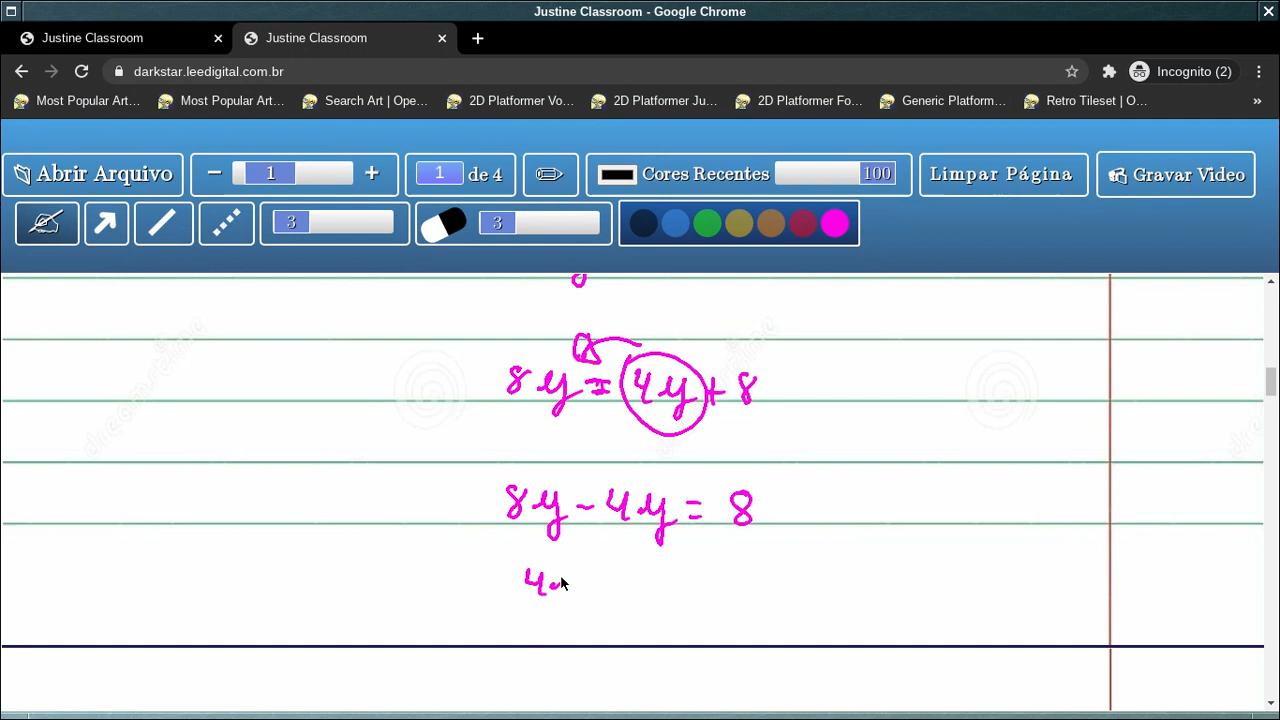 Justine Classroom - Google Chrome
Justine Classroom Justine Classroom
darkstar.leedigital.com.br Incognito (2)
Most Popular Art... Most Popular Art... Search Art | Ope... 2D Platformer Vo... 2D Platformer Ju... 2D Platformer Fo... Generic Platform... Retro Tileset | O... »
Abrir Arquivo − 1 + 1 de 4 Cores Recentes 100 Limpar Página Gravar Video
3 3
8y = 4y + 8
8y - 4y = 8
4